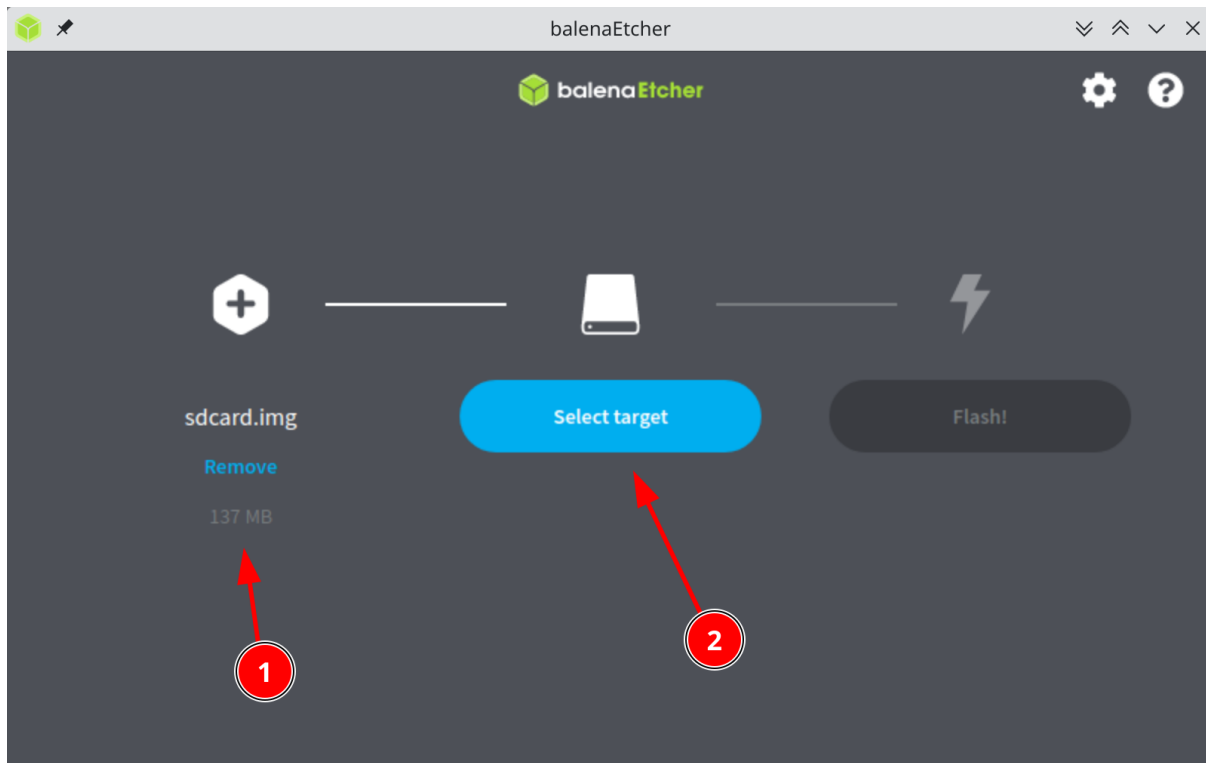 balenaEtcher
balenaEtcher
sdcard.img
Select target
Flash!
Remove
137 MB
1
2